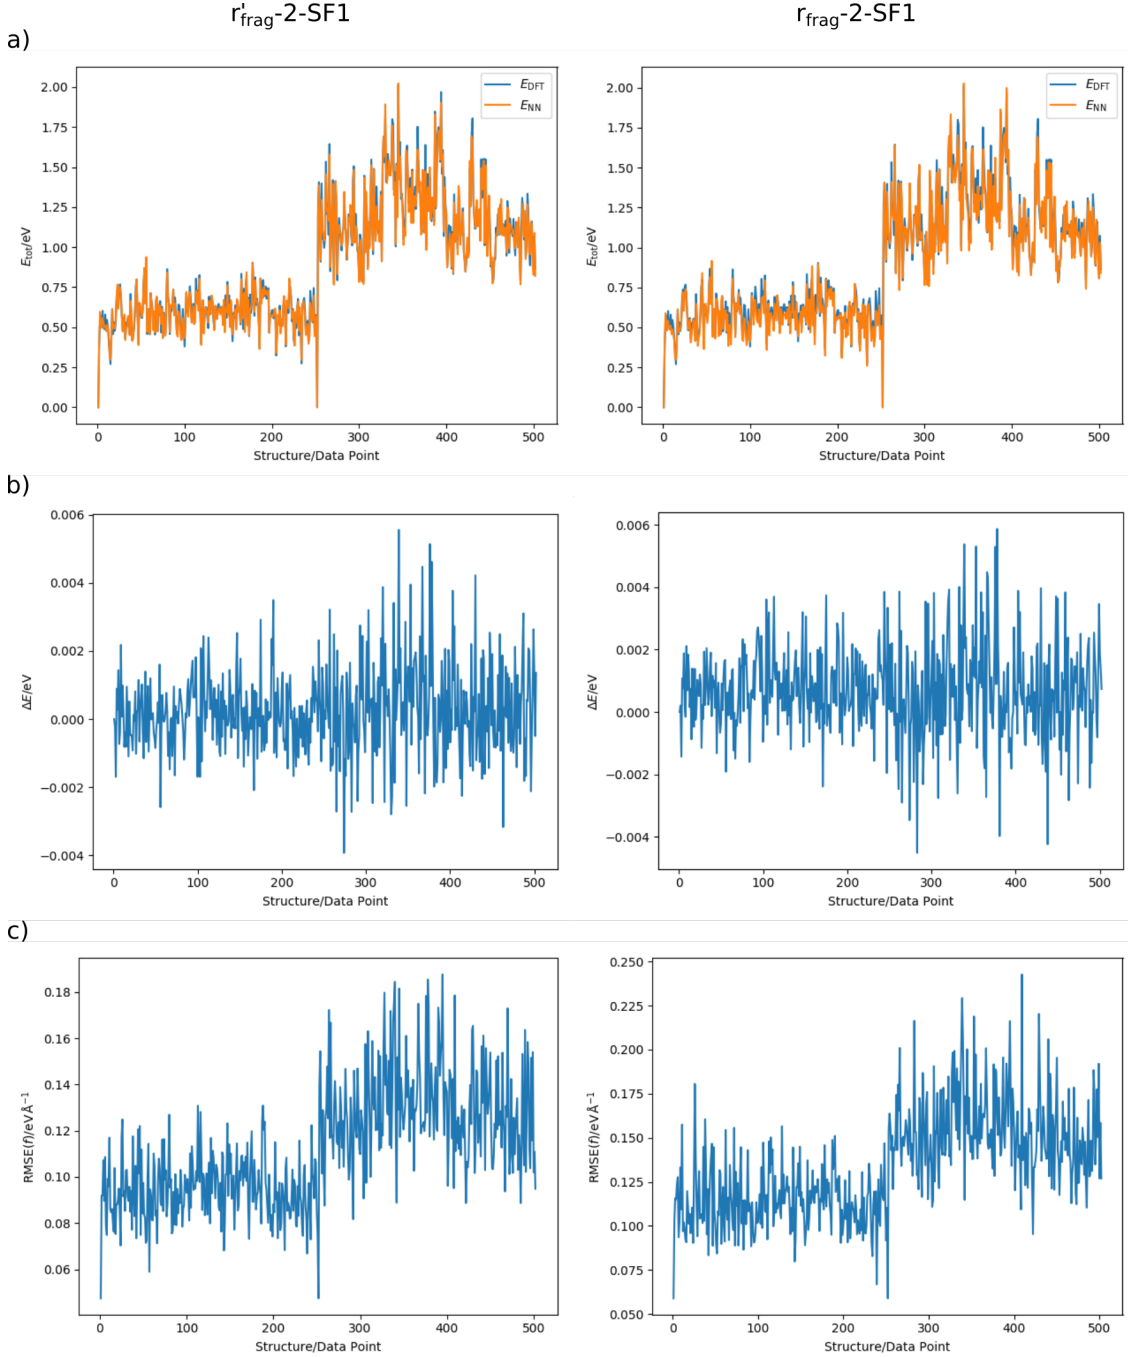 r'frag-2-SF1
rfrag-2-SF1
a)
2.00
1.75
1.50
1.25
1.00
0.75
0.50
0.25
0.00
Etot/eV
EDFT
ENN
0 100 200 300 400 500
Structure/Data Point
2.00
1.75
1.50
1.25
1.00
0.75
0.50
0.25
0.00
Etot/eV
EDFT
ENN
0 100 200 300 400 500
Structure/Data Point
b)
0.006
0.004
0.002
0.000
−0.002
−0.004
ΔE/eV
0 100 200 300 400 500
Structure/Data Point
0.006
0.004
0.002
0.000
−0.002
−0.004
ΔE/eV
0 100 200 300 400 500
Structure/Data Point
c)
0.18
0.16
0.14
0.12
0.10
0.08
0.06
RMSE(f)/eVÅ−1
0 100 200 300 400 500
Structure/Data Point
0.250
0.225
0.200
0.175
0.150
0.125
0.100
0.075
0.050
RMSE(f)/eVÅ−1
0 100 200 300 400 500
Structure/Data Point